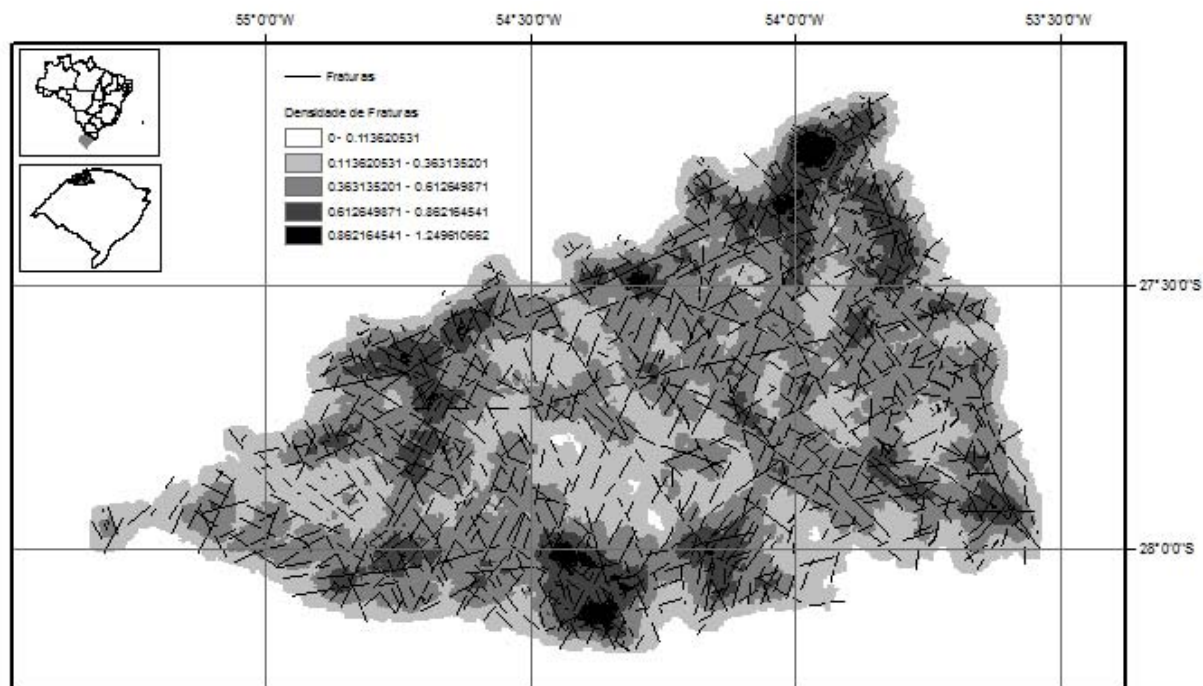 55°0'0"W 54°30'0"W 54°0'0"W 53°30'0"W
Fraturas
Densidade de Fraturas
0 - 0.113620531
0.113620531 - 0.363135201
0.363135201 - 0.612649871
0.612649871 - 0.862164541
0.862164541 - 1.249610662
27°30'0"S
28°0'0"S